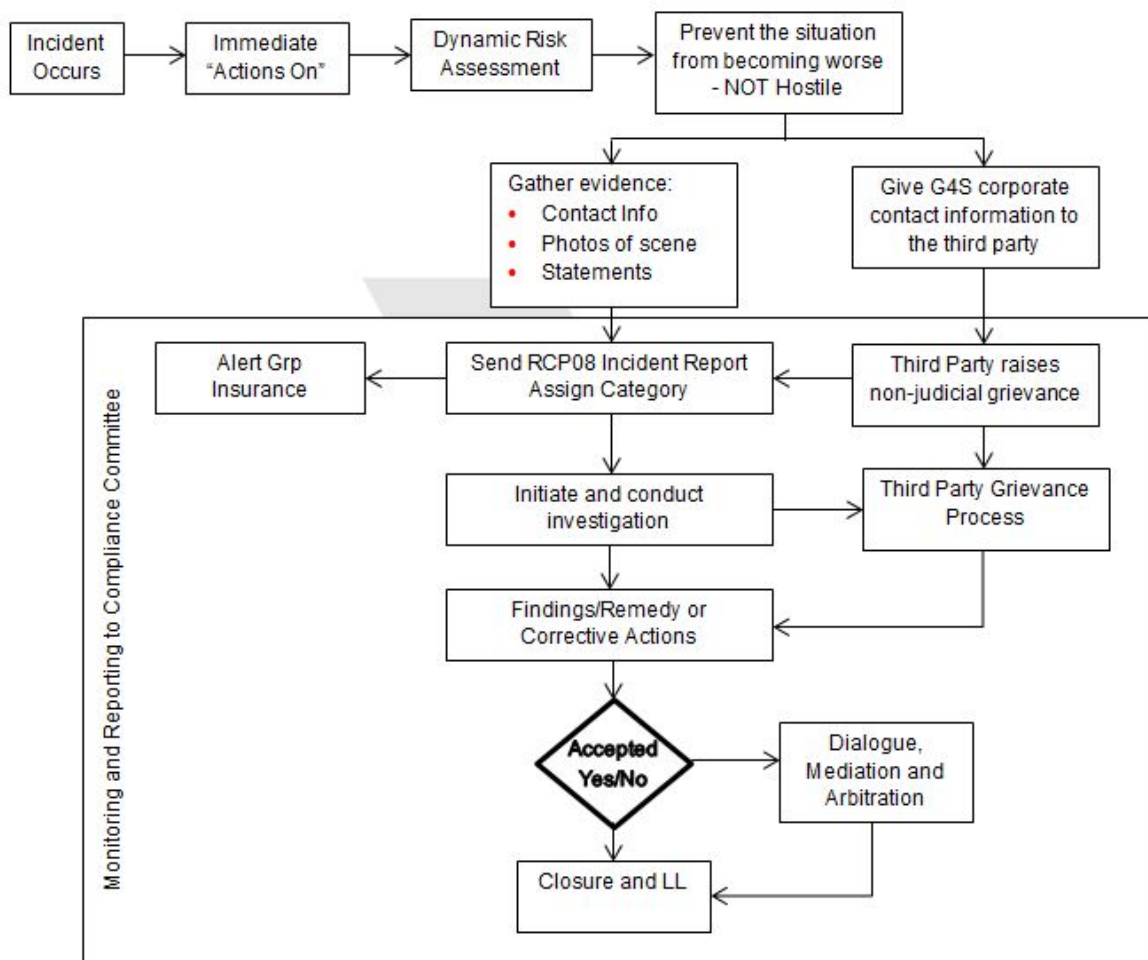 Incident
Occurs
Immediate
“Actions On”
Dynamic Risk
Assessment
Prevent the situation
from becoming worse
- NOT Hostile
Gather evidence:
• Contact Info
• Photos of scene
• Statements
Give G4S corporate
contact information to
the third party
Monitoring and Reporting to Compliance Committee
Alert Grp
Insurance
Send RCP08 Incident Report
Assign Category
Third Party raises
non-judicial grievance
Initiate and conduct
investigation
Third Party Grievance
Process
Findings/Remedy or
Corrective Actions
Accepted
Yes/No
Dialogue,
Mediation and
Arbitration
Closure and LL